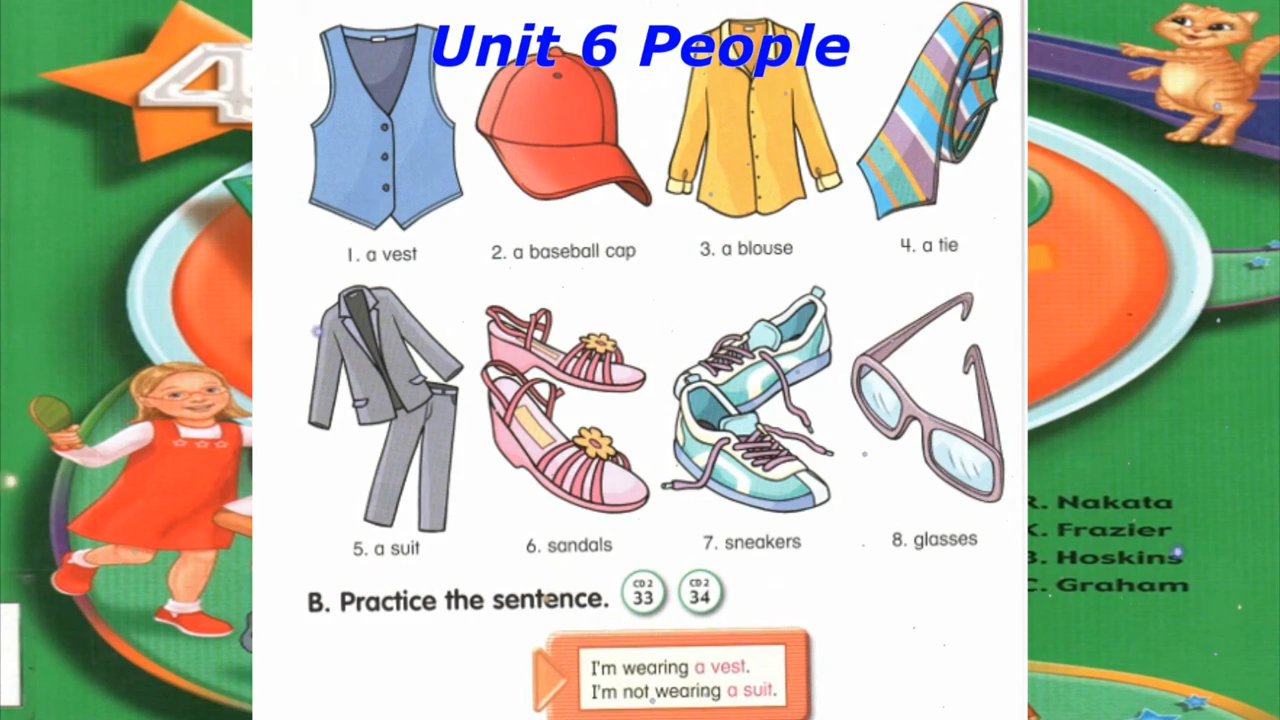 Unit 6 People
4
1. a vest
2. a baseball cap
3. a blouse
4. a tie
5. a suit
6. sandals
7. sneakers
8. glasses
B. Practice the sentence.
CD 2
33
CD 2
34
I'm wearing a vest.
I'm not wearing a suit.
R. Nakata
K. Frazier
B. Hoskins
C. Graham